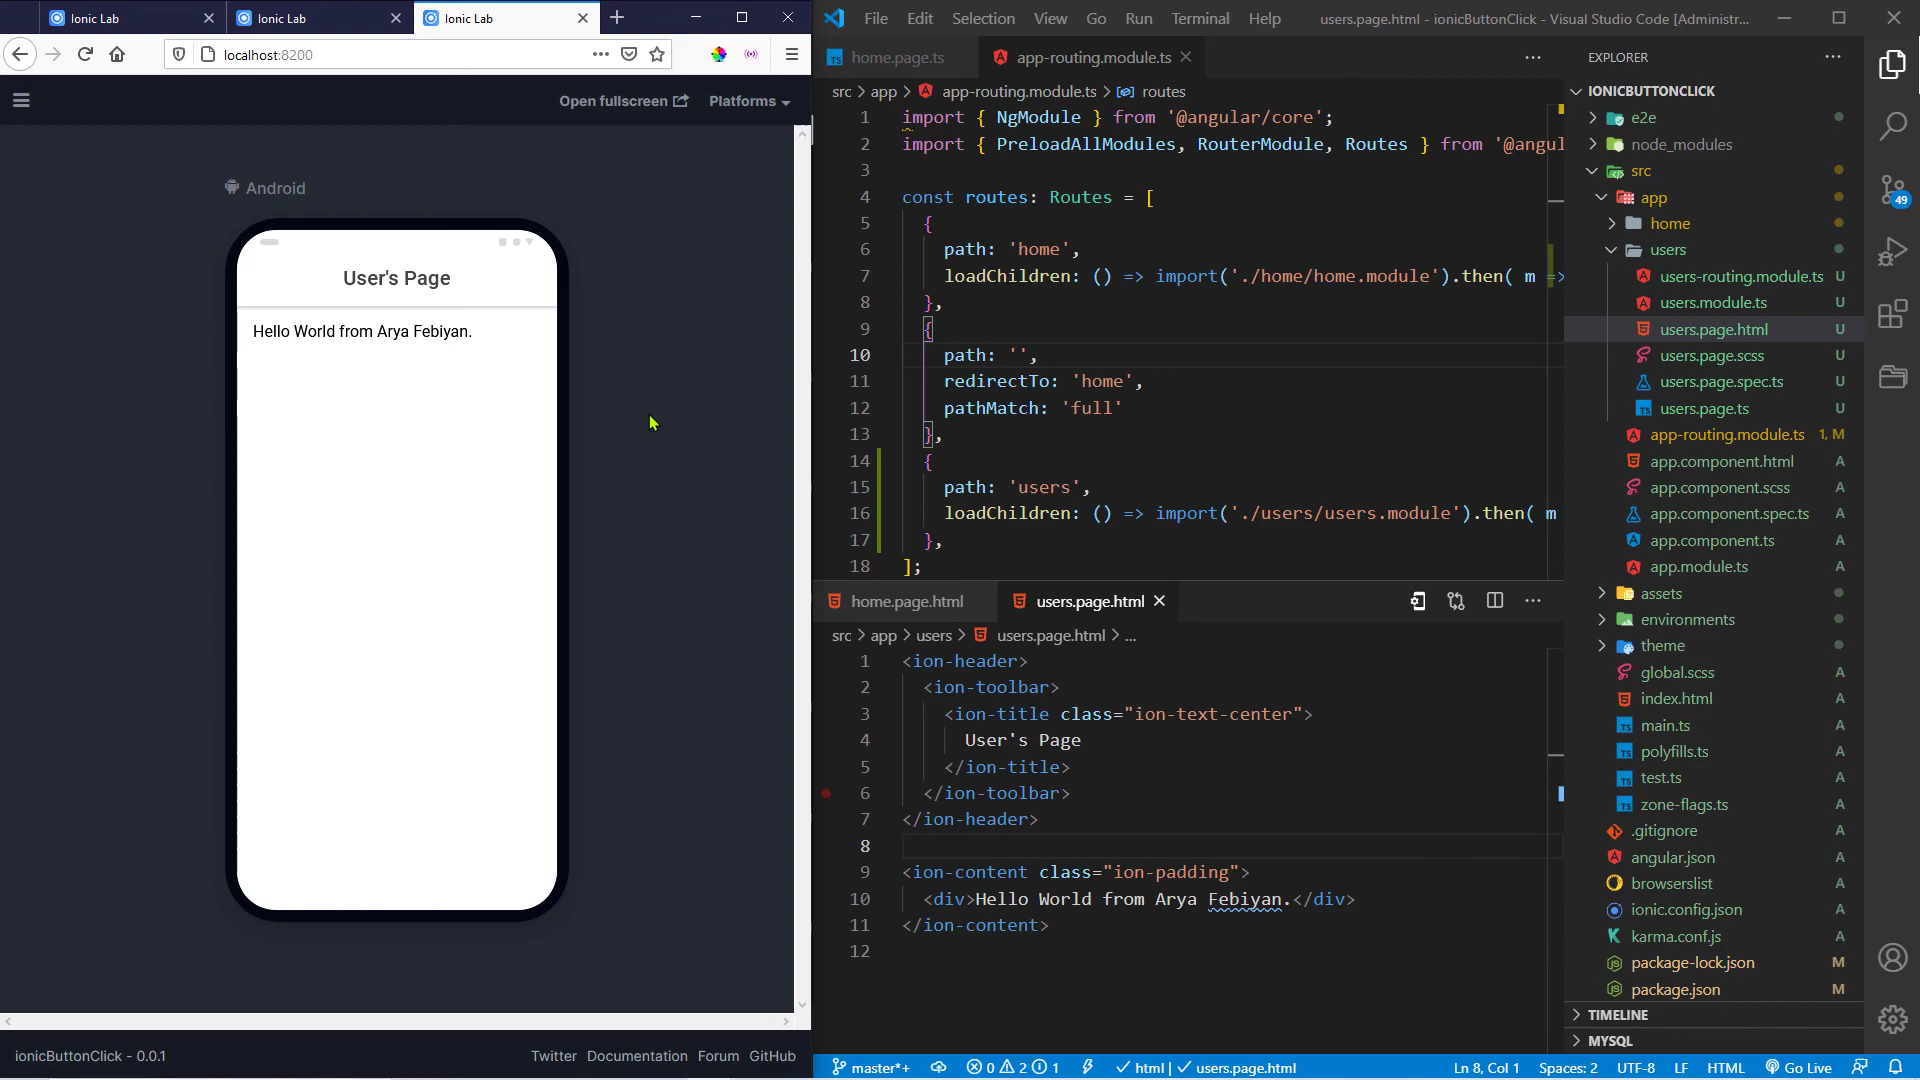 Ionic Lab
Ionic Lab
Ionic Lab
localhost:8200
Open fullscreen
Platforms
Android
User's Page
Hello World from Arya Febiyan.
ionicButtonClick - 0.0.1
Twitter Documentation Forum GitHub
File Edit Selection View Go Run Terminal Help
users.page.html - ionicButtonClick - Visual Studio Code [Administr...
home.page.ts
app-routing.module.ts
src > app > app-routing.module.ts > routes
1 import { NgModule } from '@angular/core';
2 import { PreloadAllModules, RouterModule, Routes } from '@angul
3
4 const routes: Routes = [
5 {
6 path: 'home',
7 loadChildren: () => import('./home/home.module').then( m =>
8 },
9 {
10 path: '',
11 redirectTo: 'home',
12 pathMatch: 'full'
13 },
14 {
15 path: 'users',
16 loadChildren: () => import('./users/users.module').then( m
17 },
18 ];
home.page.html
users.page.html
src > app > users > users.page.html > ...
1 <ion-header>
2 <ion-toolbar>
3 <ion-title class="ion-text-center">
4 User's Page
5 </ion-title>
6 </ion-toolbar>
7 </ion-header>
8
9 <ion-content class="ion-padding">
10 <div>Hello World from Arya Febiyan.</div>
11 </ion-content>
12
EXPLORER
IONICBUTTONCLICK
e2e
node_modules
src
app
home
users
users-routing.module.ts U
users.module.ts U
users.page.html U
users.page.scss U
users.page.spec.ts U
users.page.ts U
app-routing.module.ts 1, M
app.component.html A
app.component.scss A
app.component.spec.ts A
app.component.ts A
app.module.ts A
assets
environments
theme
global.scss A
index.html A
main.ts A
polyfills.ts A
test.ts A
zone-flags.ts A
.gitignore A
angular.json A
browserslist A
ionic.config.json A
karma.conf.js A
package-lock.json M
package.json M
TIMELINE
MYSQL
49
master*+ 0 2 1 html | users.page.html
Ln 8, Col 1 Spaces: 2 UTF-8 LF HTML Go Live